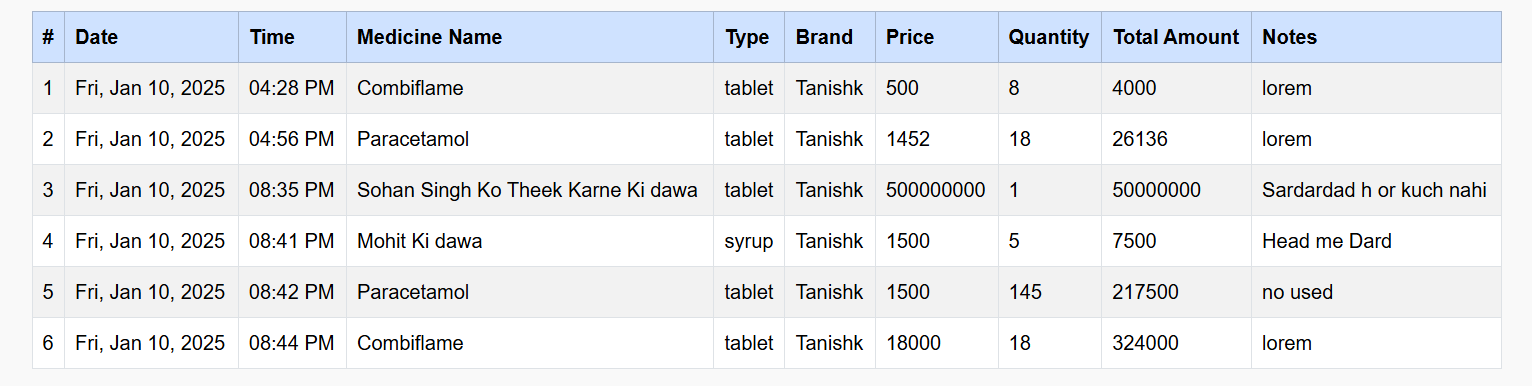 # Date Time Medicine Name Type Brand Price Quantity Total Amount Notes
1 Fri, Jan 10, 2025 04:28 PM Combiflame tablet Tanishk 500 8 4000 lorem
2 Fri, Jan 10, 2025 04:56 PM Paracetamol tablet Tanishk 1452 18 26136 lorem
3 Fri, Jan 10, 2025 08:35 PM Sohan Singh Ko Theek Karne Ki dawa tablet Tanishk 500000000 1 50000000 Sardardad h or kuch nahi
4 Fri, Jan 10, 2025 08:41 PM Mohit Ki dawa syrup Tanishk 1500 5 7500 Head me Dard
5 Fri, Jan 10, 2025 08:42 PM Paracetamol tablet Tanishk 1500 145 217500 no used
6 Fri, Jan 10, 2025 08:44 PM Combiflame tablet Tanishk 18000 18 324000 lorem